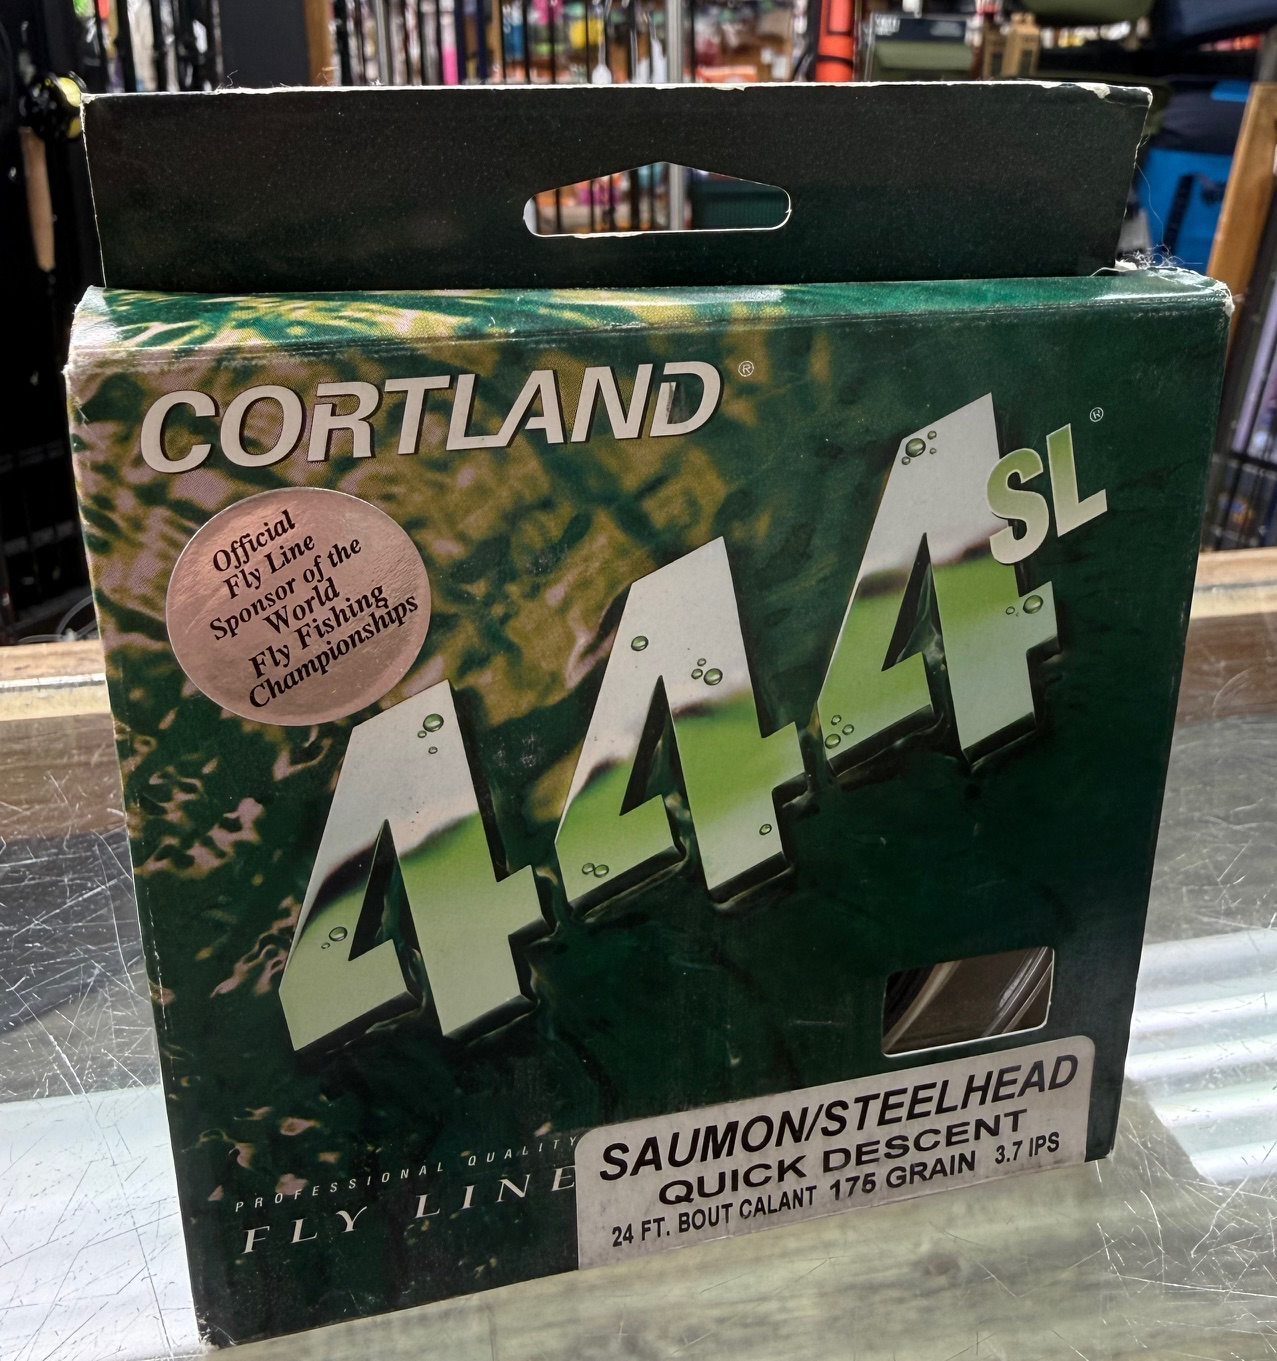 CORTLAND®
444 SL®
Official
Fly Line
Sponsor of the
World
Fly Fishing
Championships
PROFESSIONAL QUALITY
FLY LINE
SAUMON/STEELHEAD
QUICK DESCENT
24 FT. BOUT CALANT 175 GRAIN 3.7 IPS